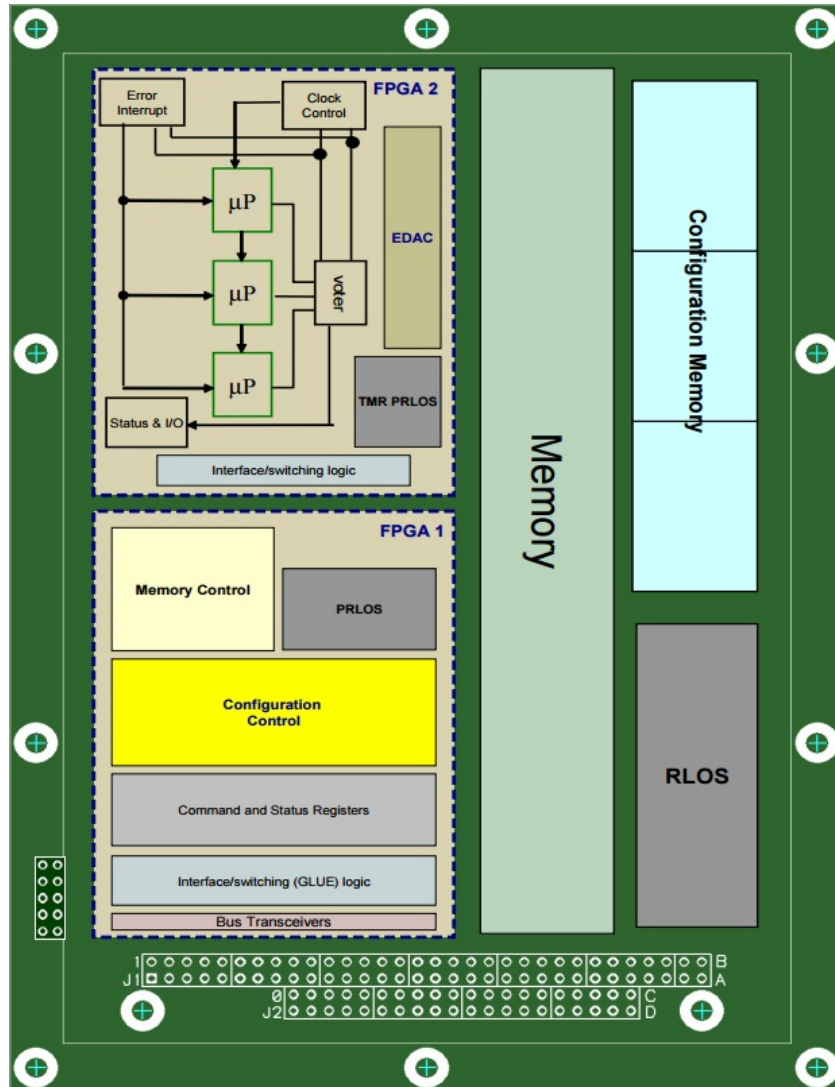 FPGA 2
Error
Interrupt
Clock
Control
μP
EDAC
μP
voter
μP
TMR PRLOS
Status & I/O
Interface/switching logic
FPGA 1
Memory Control
PRLOS
Configuration
Control
Command and Status Registers
Interface/switching (GLUE) logic
Bus Transceivers
Memory
Configuration Memory
RLOS
1 B
J1 A
0 C
J2 D